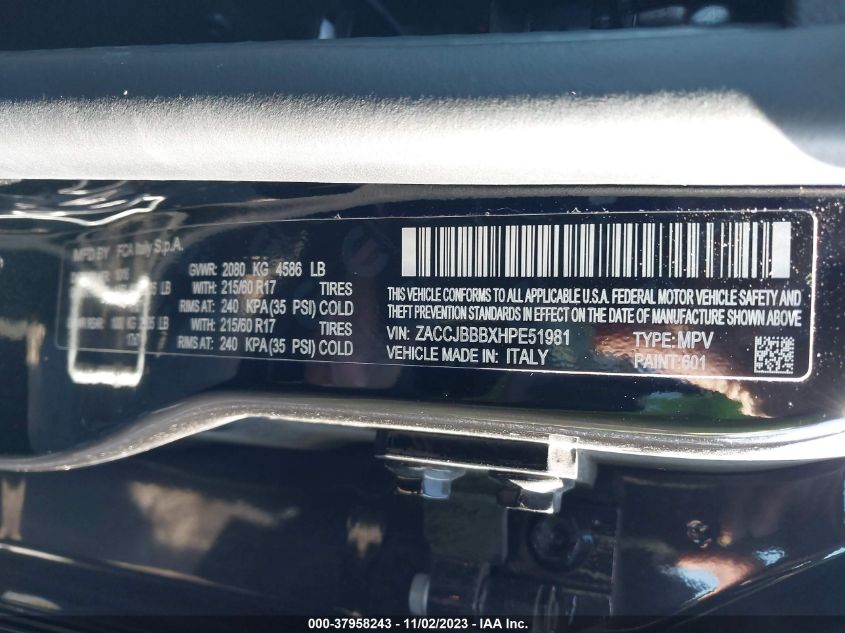 MFD BY FCA Italy S.p.A.
GVWR: 2080 KG 4586 LB
WITH: 215/60 R17 TIRES
RIMS AT: 240 KPA (35 PSI) COLD
WITH: 215/60 R17 TIRES
RIMS AT: 240 KPA (35 PSI) COLD
THIS VEHICLE CONFORMS TO ALL APPLICABLE U.S.A. FEDERAL MOTOR VEHICLE SAFETY AND
THEFT PREVENTION STANDARDS IN EFFECT ON THE DATE OF MANUFACTURE SHOWN ABOVE
VIN: ZACCJBBBXHPE51981 TYPE: MPV
VEHICLE MADE IN: ITALY PAINT: 601
000-37958243 - 11/02/2023 - © Copyright 2023 IAA, Inc.